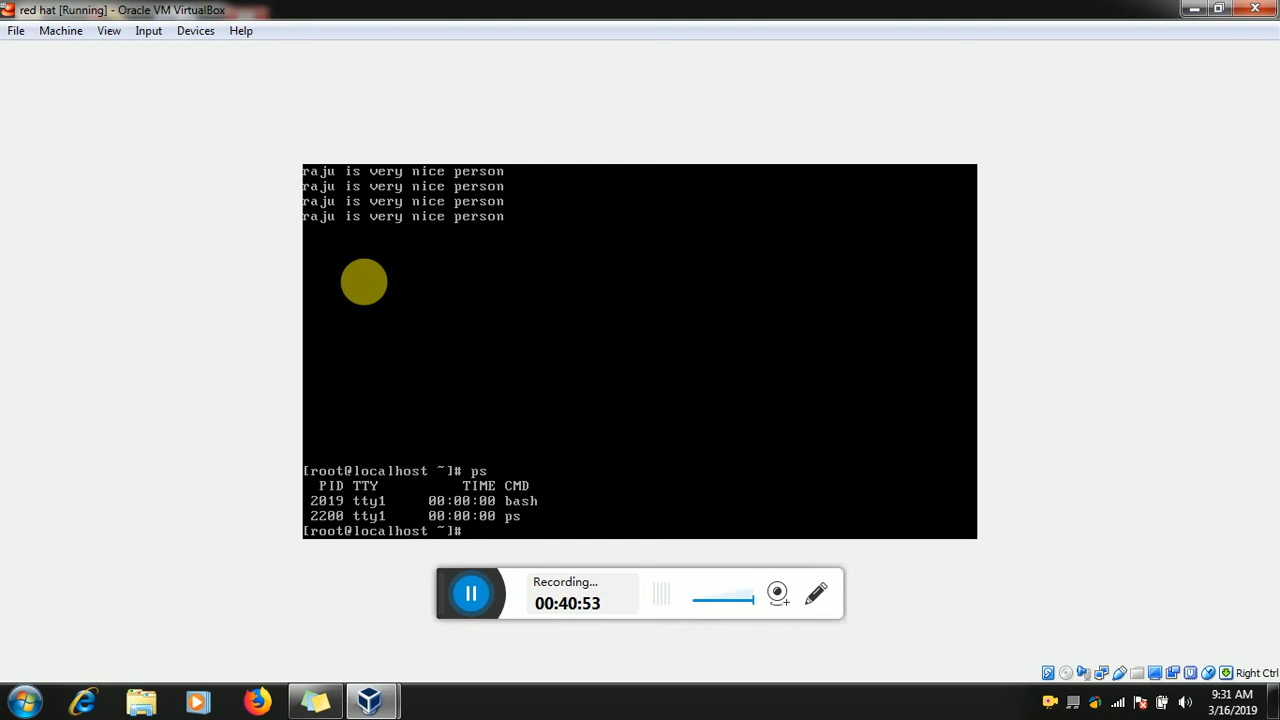 red hat [Running] - Oracle VM VirtualBox
File Machine View Input Devices Help
raju is very nice person
raju is very nice person
raju is very nice person
raju is very nice person
[root@localhost ~]# ps
PID TTY TIME CMD
2019 tty1 00:00:00 bash
2200 tty1 00:00:00 ps
[root@localhost ~]#
Recording...
00:40:53
Right Ctrl
9:31 AM
3/16/2019